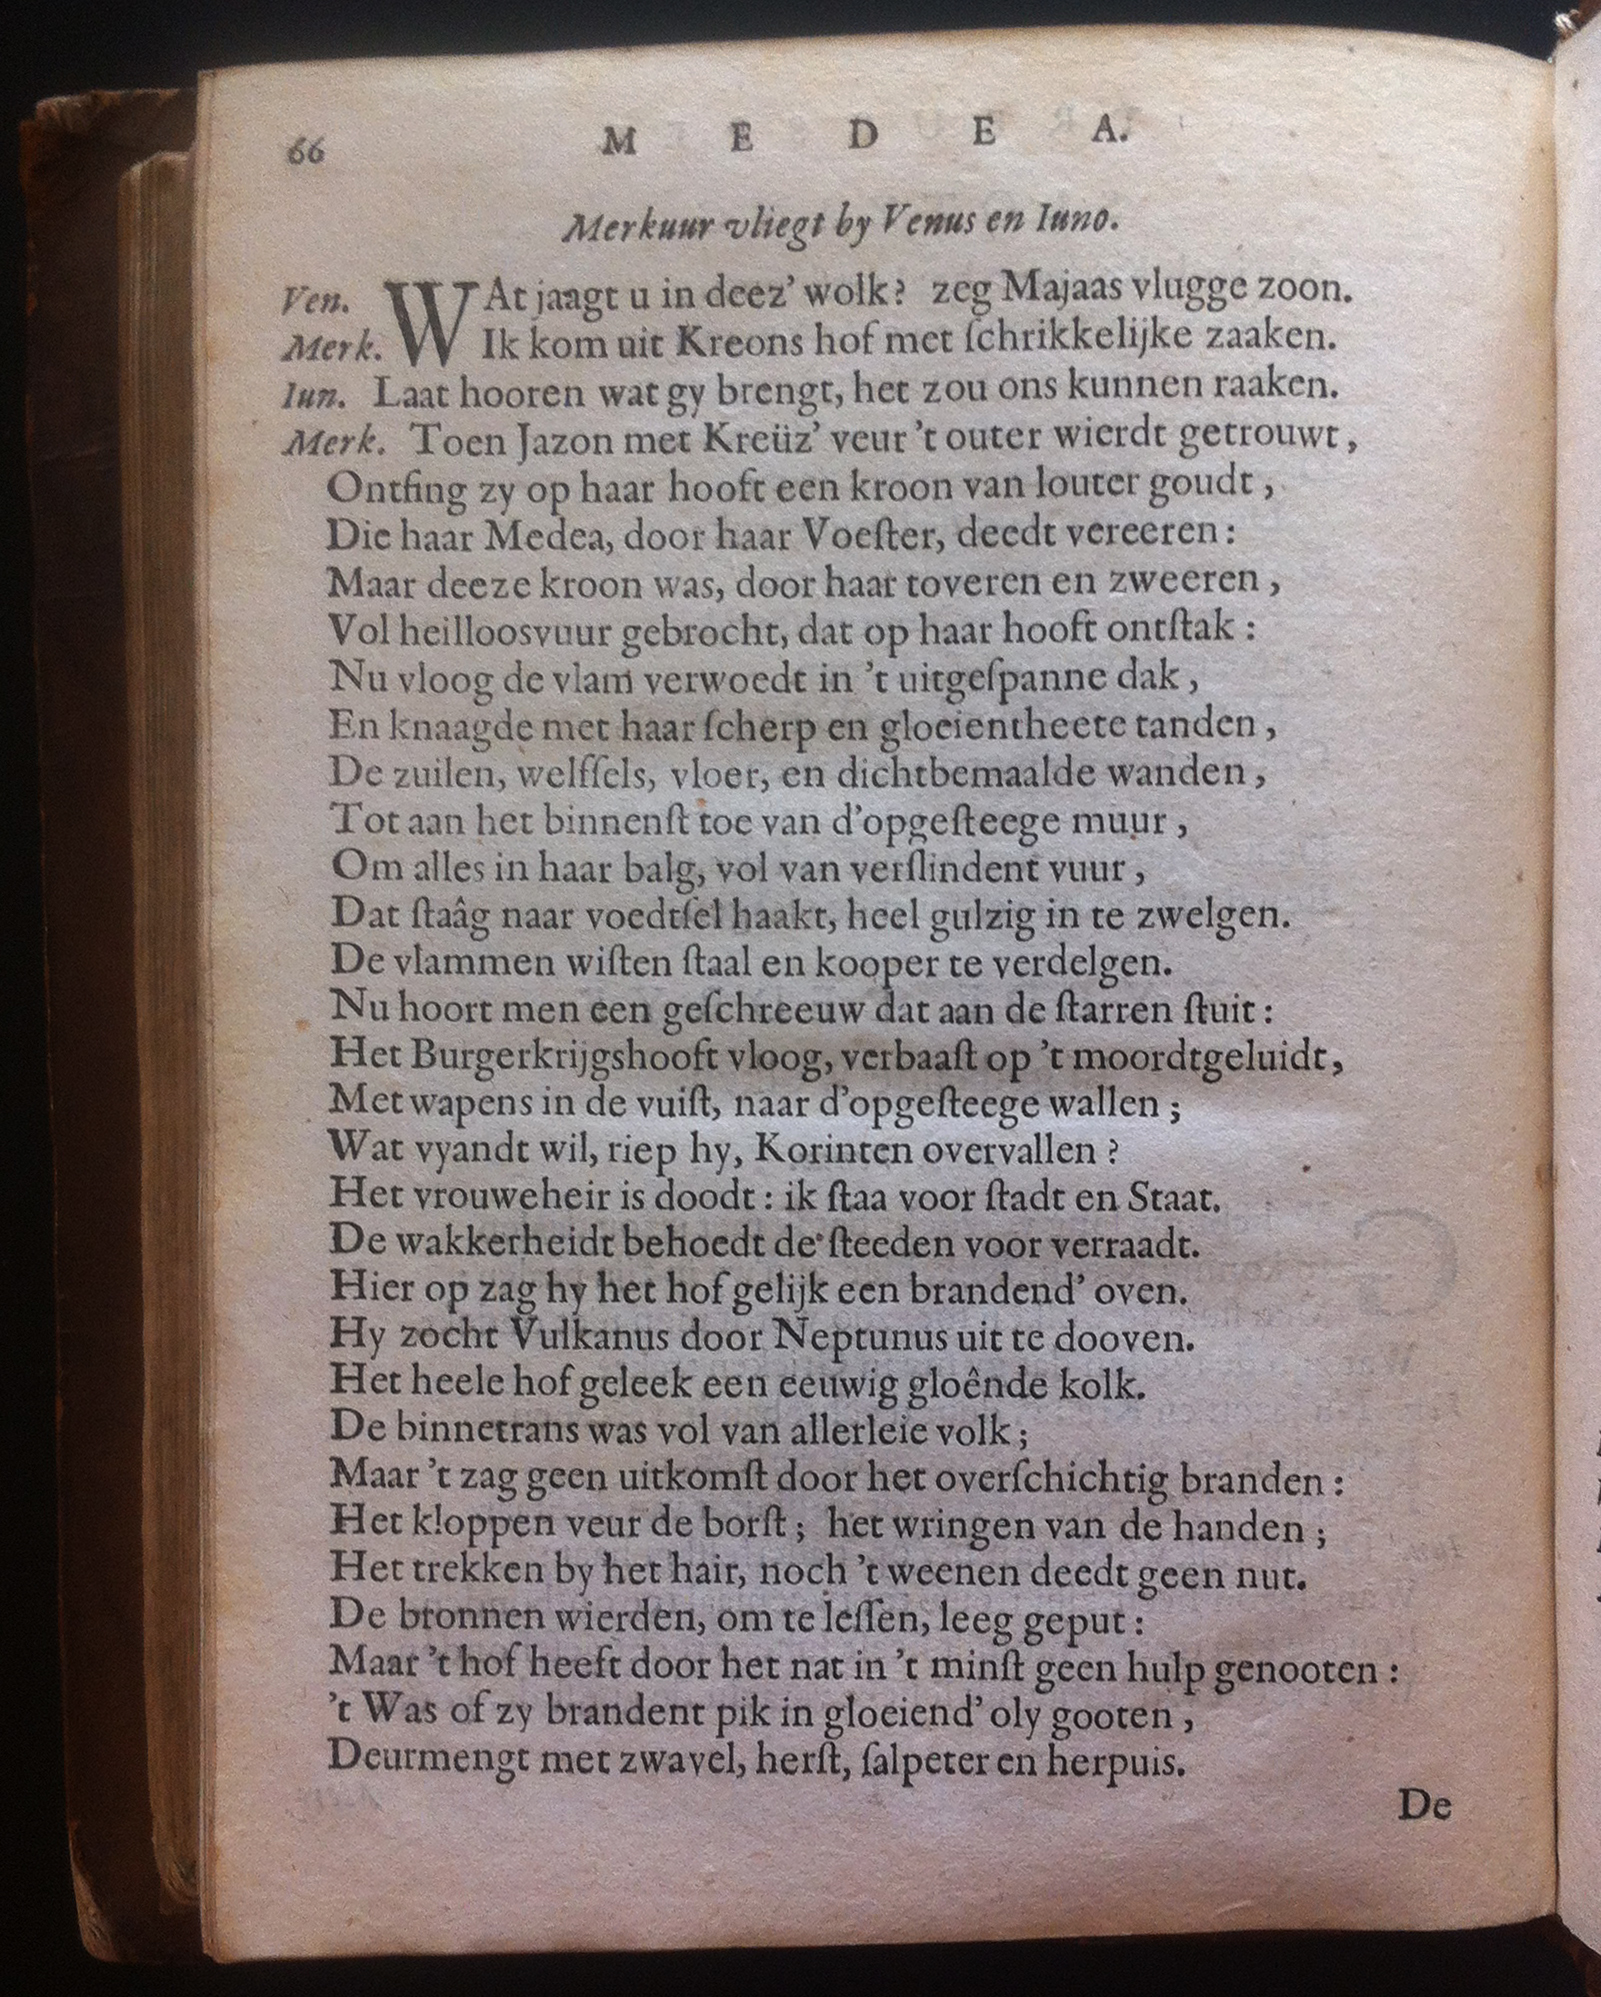 66 M E D E A.
Merkuur vliegt by Venus en Iuno.
Ven. WAt jaagt u in deez' wolk? zeg Majaas vlugge zoon.
Merk. Ik kom uit Kreons hof met ſchrikkelijke zaaken.
Iun. Laat hooren wat gy brengt, het zou ons kunnen raaken.
Merk. Toen Jazon met Kreüz' veur 't outer wierdt getrouwt,
Ontfing zy op haar hooft een kroon van louter goudt,
Die haar Medea, door haar Voeſter, deedt vereeren:
Maar deeze kroon was, door haar toveren en zweeren,
Vol heilloosvuur gebrocht, dat op haar hooft ontſtak:
Nu vloog de vlam verwoedt in 't uitgeſpanne dak,
En knaagde met haar ſcherp en gloeientheete tanden,
De zuilen, welfſels, vloer, en dichtbemaalde wanden,
Tot aan het binnenſt toe van d'opgeſteege muur,
Om alles in haar balg, vol van verſlindent vuur,
Dat ſtaâg naar voedtſel haakt, heel gulzig in te zwelgen.
De vlammen wiſten ſtaal en kooper te verdelgen.
Nu hoort men een geſchreeuw dat aan de ſtarren ſtuit:
Het Burgerkrijgshooft vloog, verbaaſt op 't moordtgeluidt,
Met wapens in de vuiſt, naar d'opgeſteege wallen;
Wat vyandt wil, riep hy, Korinten overvallen?
Het vrouweheir is doodt: ik ſtaa voor ſtadt en Staat.
De wakkerheidt behoedt de ſteeden voor verraadt.
Hier op zag hy het hof gelijk een brandend' oven.
Hy zocht Vulkanus door Neptunus uit te dooven.
Het heele hof geleek een eeuwig gloênde kolk.
De binnetrans was vol van allerleie volk;
Maar 't zag geen uitkomſt door het overſchichtig branden:
Het kloppen veur de borſt; het wringen van de handen;
Het trekken by het hair, noch 't weenen deedt geen nut.
De bronnen wierden, om te leſſen, leeg geput:
Maar 't hof heeft door het nat in 't minſt geen hulp genooten:
't Was of zy brandent pik in gloeiend' oly gooten,
Deurmengt met zwavel, herſt, ſalpeter en herpuis.
De